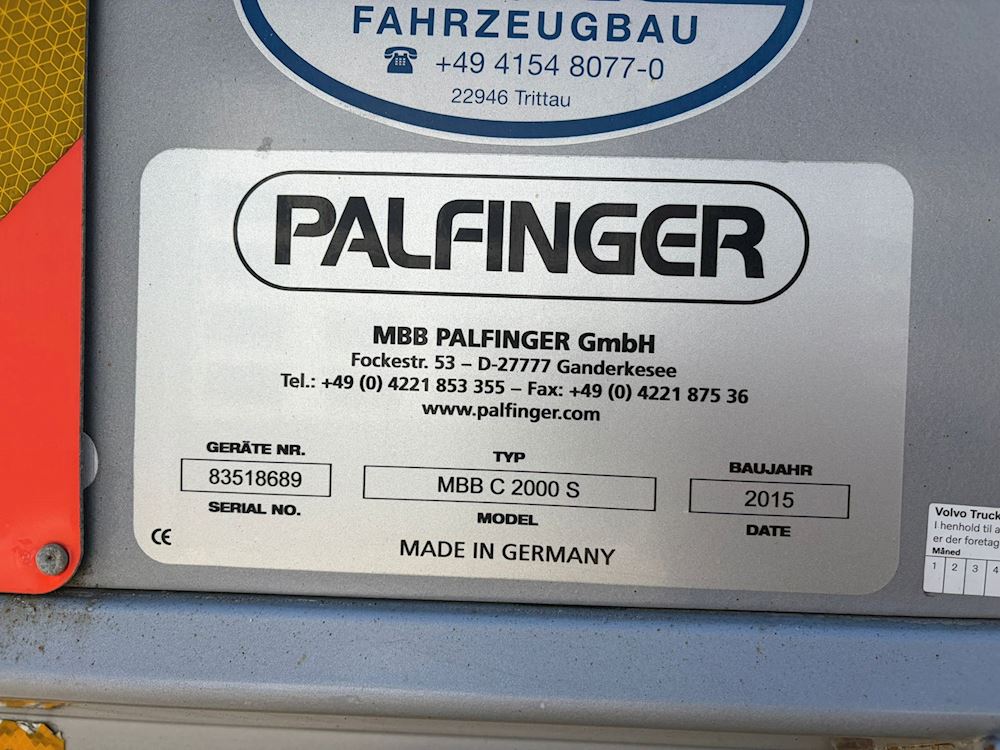 FAHRZEUGBAU
☎ +49 4154 8077-0
22946 Trittau
PALFINGER
MBB PALFINGER GmbH
Fockestr. 53 – D-27777 Ganderkesee
Tel.: +49 (0) 4221 853 355 – Fax: +49 (0) 4221 875 36
www.palfinger.com
GERÄTE NR.
83518689
SERIAL NO.
TYP
MBB C 2000 S
MODEL
BAUJAHR
2015
DATE
CE
MADE IN GERMANY
Volvo Truck
I henhold til a
er der foretag
Måned
1 2 3 4